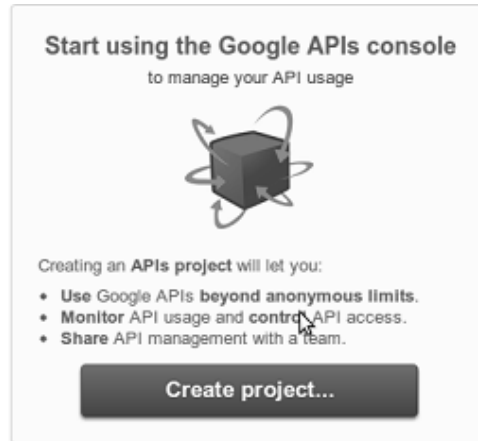 Start using the Google APIs console
to manage your API usage
Creating an APIs project will let you:
• Use Google APIs beyond anonymous limits.
• Monitor API usage and control API access.
• Share API management with a team.
Create project...